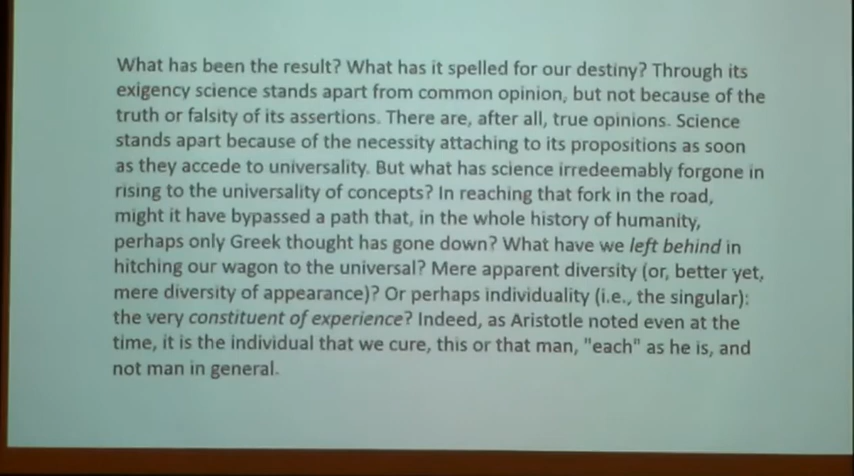 What has been the result? What has it spelled for our destiny? Through its
exigency science stands apart from common opinion, but not because of the
truth or falsity of its assertions. There are, after all, true opinions. Science
stands apart because of the necessity attaching to its propositions as soon
as they accede to universality. But what has science irredeemably forgone in
rising to the universality of concepts? In reaching that fork in the road,
might it have bypassed a path that, in the whole history of humanity,
perhaps only Greek thought has gone down? What have we left behind in
hitching our wagon to the universal? Mere apparent diversity (or, better yet,
mere diversity of appearance)? Or perhaps individuality (i.e., the singular):
the very constituent of experience? Indeed, as Aristotle noted even at the
time, it is the individual that we cure, this or that man, "each" as he is, and
not man in general.